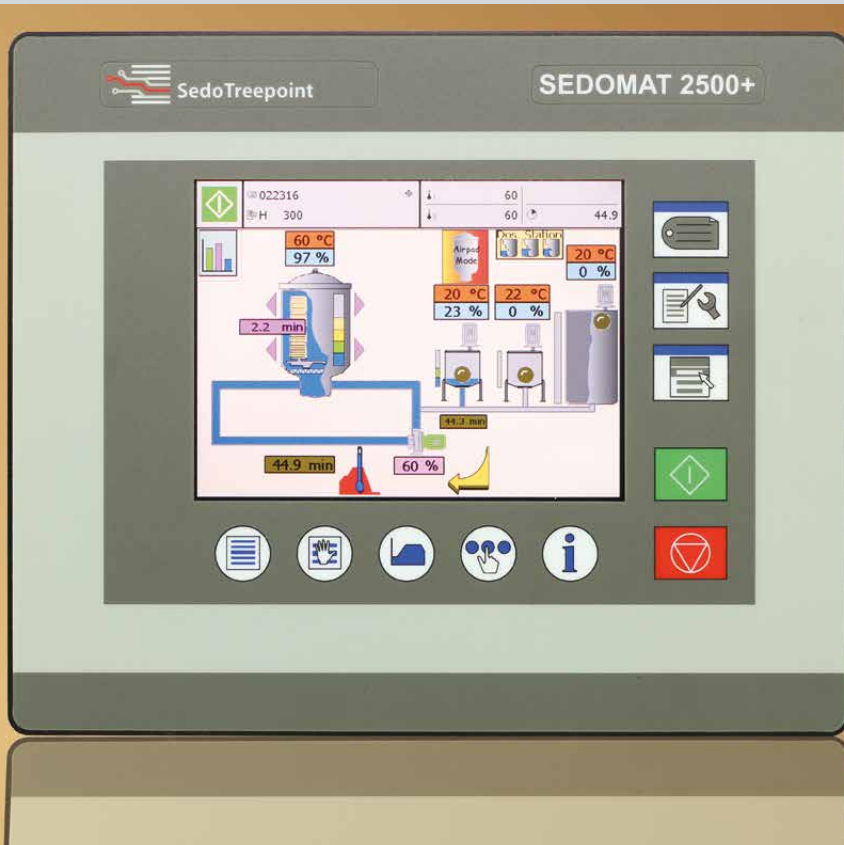 SedoTreepoint
SEDOMAT 2500+
022316
60
H 300
60
44.9
60 °C
97 %
Airpad
Mode
Dos. Station
20 °C
0 %
20 °C
23 %
22 °C
0 %
2.2 min
44.3 min
44.9 min
60 %
i